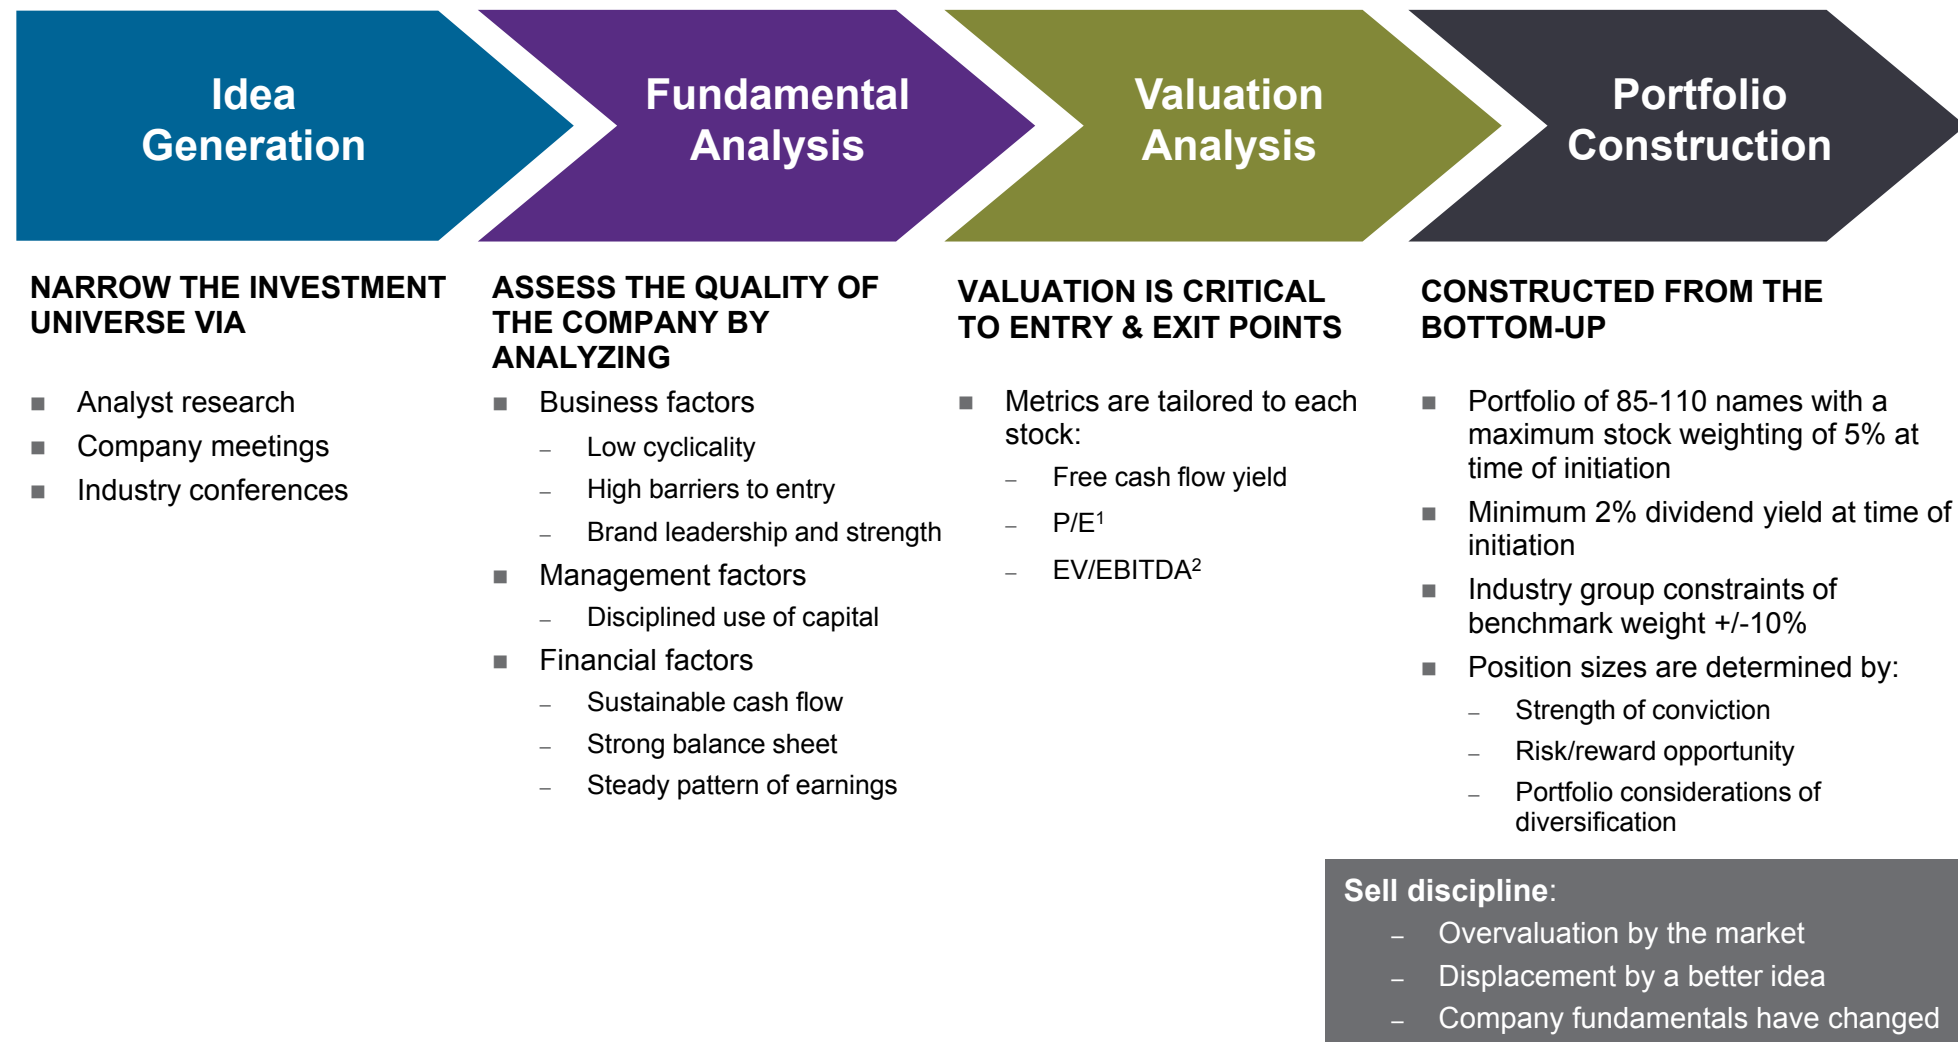 Idea
Generation
Fundamental
Analysis
Valuation
Analysis
Portfolio
Construction
NARROW THE INVESTMENT
UNIVERSE VIA
■ Analyst research
■ Company meetings
■ Industry conferences
ASSESS THE QUALITY OF
THE COMPANY BY
ANALYZING
■ Business factors
– Low cyclicality
– High barriers to entry
– Brand leadership and strength
■ Management factors
– Disciplined use of capital
■ Financial factors
– Sustainable cash flow
– Strong balance sheet
– Steady pattern of earnings
VALUATION IS CRITICAL
TO ENTRY & EXIT POINTS
■ Metrics are tailored to each
stock:
– Free cash flow yield
– P/E¹
– EV/EBITDA²
CONSTRUCTED FROM THE
BOTTOM-UP
■ Portfolio of 85-110 names with a
maximum stock weighting of 5% at
time of initiation
■ Minimum 2% dividend yield at time of
initiation
■ Industry group constraints of
benchmark weight +/-10%
■ Position sizes are determined by:
– Strength of conviction
– Risk/reward opportunity
– Portfolio considerations of
diversification
Sell discipline:
– Overvaluation by the market
– Displacement by a better idea
– Company fundamentals have changed